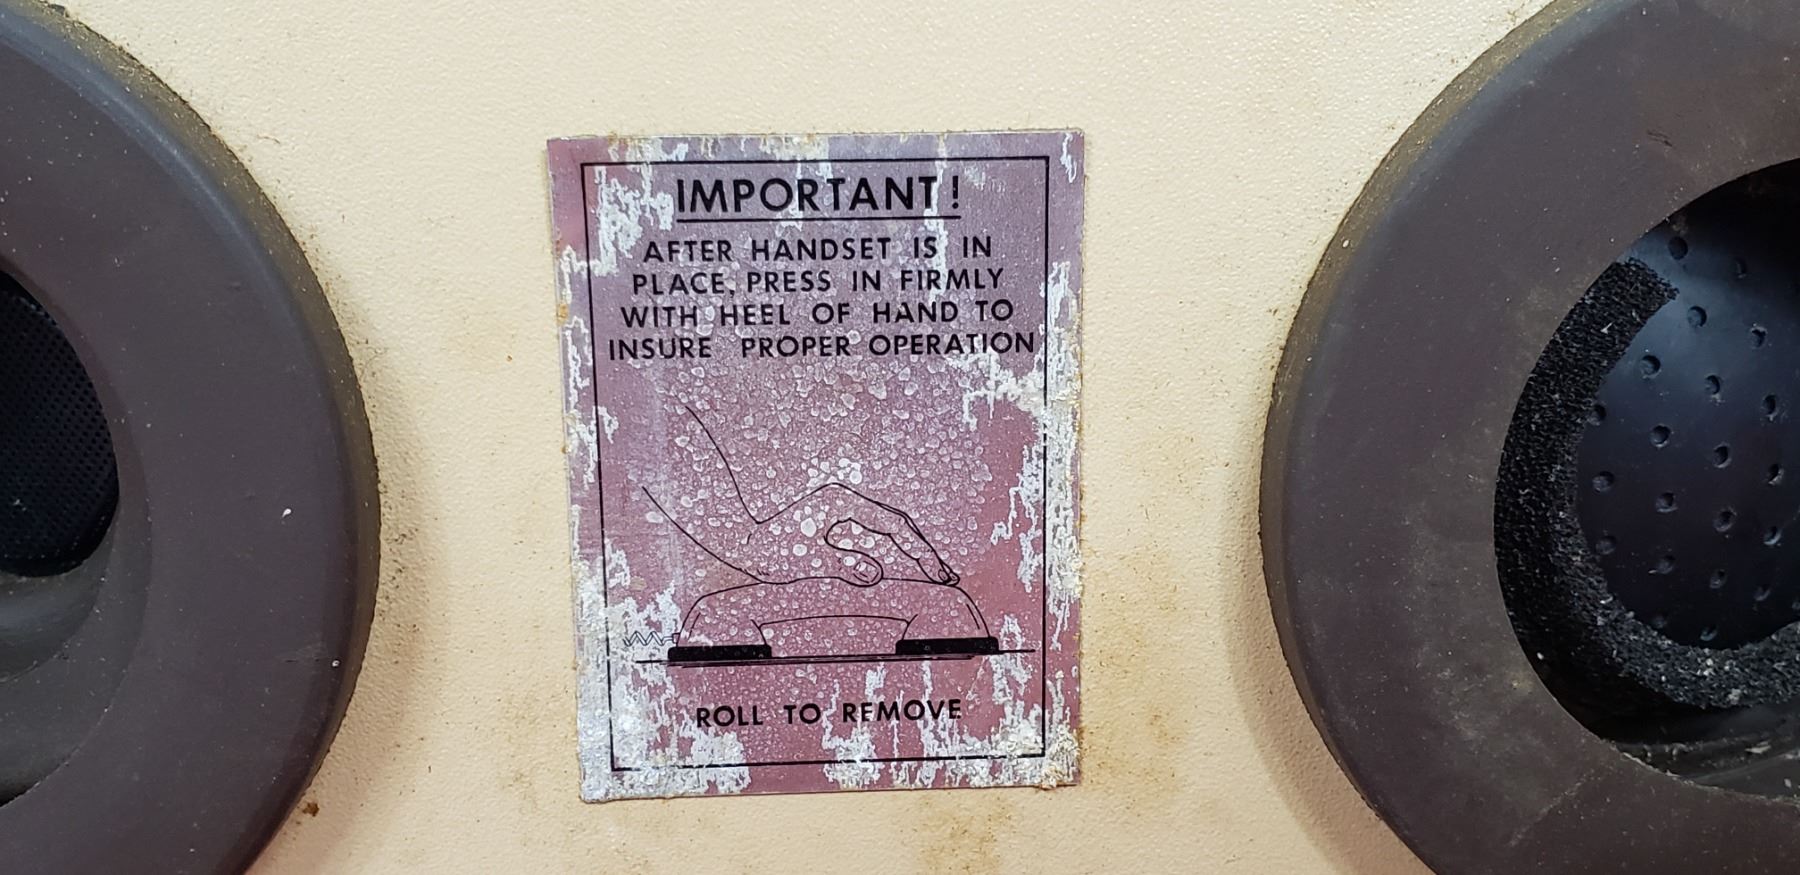 IMPORTANT!
AFTER HANDSET IS IN
PLACE, PRESS IN FIRMLY
WITH HEEL OF HAND TO
INSURE PROPER OPERATION
ROLL TO REMOVE